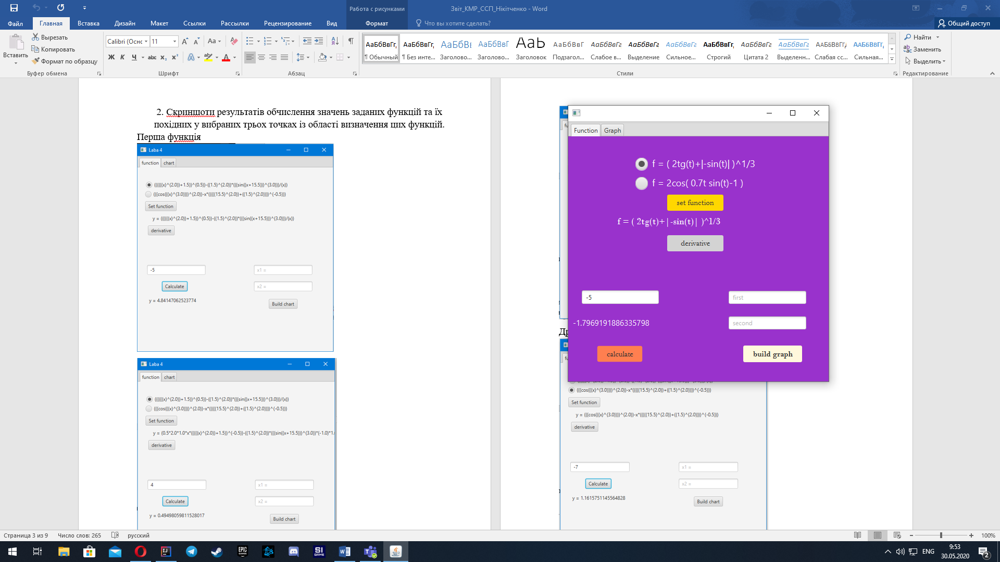 Работа с рисунками
Звіт_КМР_ССП_Нікітченко - Word
Файл Главная Вставка Дизайн Макет Ссылки Рассылки Рецензирование Вид Формат Что вы хотите сделать? Общий доступ
Вставить
Вырезать
Копировать
Формат по образцу
Буфер обмена
Calibri (Оснс 11
Шрифт
Абзац
АаБбВвГг, АаБбВвГг, АаБбВ АаБбВвГ АаЬ АаБбВвГ АаБбВвГг АаБбВвГг АаБбВвГг АаБбВвГг, АаБбВвГг АаБбВвГг АаБбВвГг, АаБбВвГг,
¶ Обычный ¶ Без инте... Заголово... Заголово... Заголовок Подзагол... Слабое в... Выделение Сильное... Строгий Цитата 2 Выделенн... Слабая сс... Сильная...
Стили
Найти
Заменить
Выделить
Редактирование
2. Скриншоти результатів обчислення значень заданих функцій та їх
похідних у вибраних трьох точках із області визначення цих функцій.
Перша функція
Laba 4
function chart
((((((x)^(2.0))+1.5))^(0.5))-((1.5)^(2.0))*(((sin((x+15.5)))^(3.0)))/(x))
(((cos(((x)^(3.0))))^(2.0))-x*(((((15.5)^(2.0))+((1.5)^(2.0))))^(-0.5)))
Set function
y = ((((((x)^(2.0))+1.5))^(0.5))-((1.5)^(2.0))*(((sin((x+15.5)))^(3.0)))/(x))
derivative
-5
x1 =
Calculate
x2 =
y = 4.84147062523774
Build chart
Laba 4
function chart
((((((x)^(2.0))+1.5))^(0.5))-((1.5)^(2.0))*(((sin((x+15.5)))^(3.0)))/(x))
(((cos(((x)^(3.0))))^(2.0))-x*(((((15.5)^(2.0))+((1.5)^(2.0))))^(-0.5)))
Set function
y = (0.5*2.0*1.0*x*(((((x)^(2.0))+1.5))^(-0.5))-((1.5)^(2.0))*(((sin((x+15.5)))^(3.0))*(-1.0)*1.
derivative
4
x1 =
Calculate
x2 =
y = 0.49498059811528017
Build chart
Function Graph
f = ( 2tg(t)+|-sin(t)| )^1/3
f = 2cos( 0.7t sin(t)-1 )
set function
f = ( 2tg(t)+|-sin(t)| )^1/3
derivative
-5
first
-1.7969191886335798
second
calculate
build graph
Др
(((cos(((x)^(3.0))))^(2.0))-x*(((((15.5)^(2.0))+((1.5)^(2.0))))^(-0.5)))
Set function
y = (((cos(((x)^(3.0))))^(2.0))-x*(((((15.5)^(2.0))+((1.5)^(2.0))))^(-0.5)))
derivative
-7
x1 =
Calculate
x2 =
y = 1.1615751145564828
Build chart
Страница 3 из 9 Число слов: 265 русский 100%
ENG
9:53
30.05.2020
2